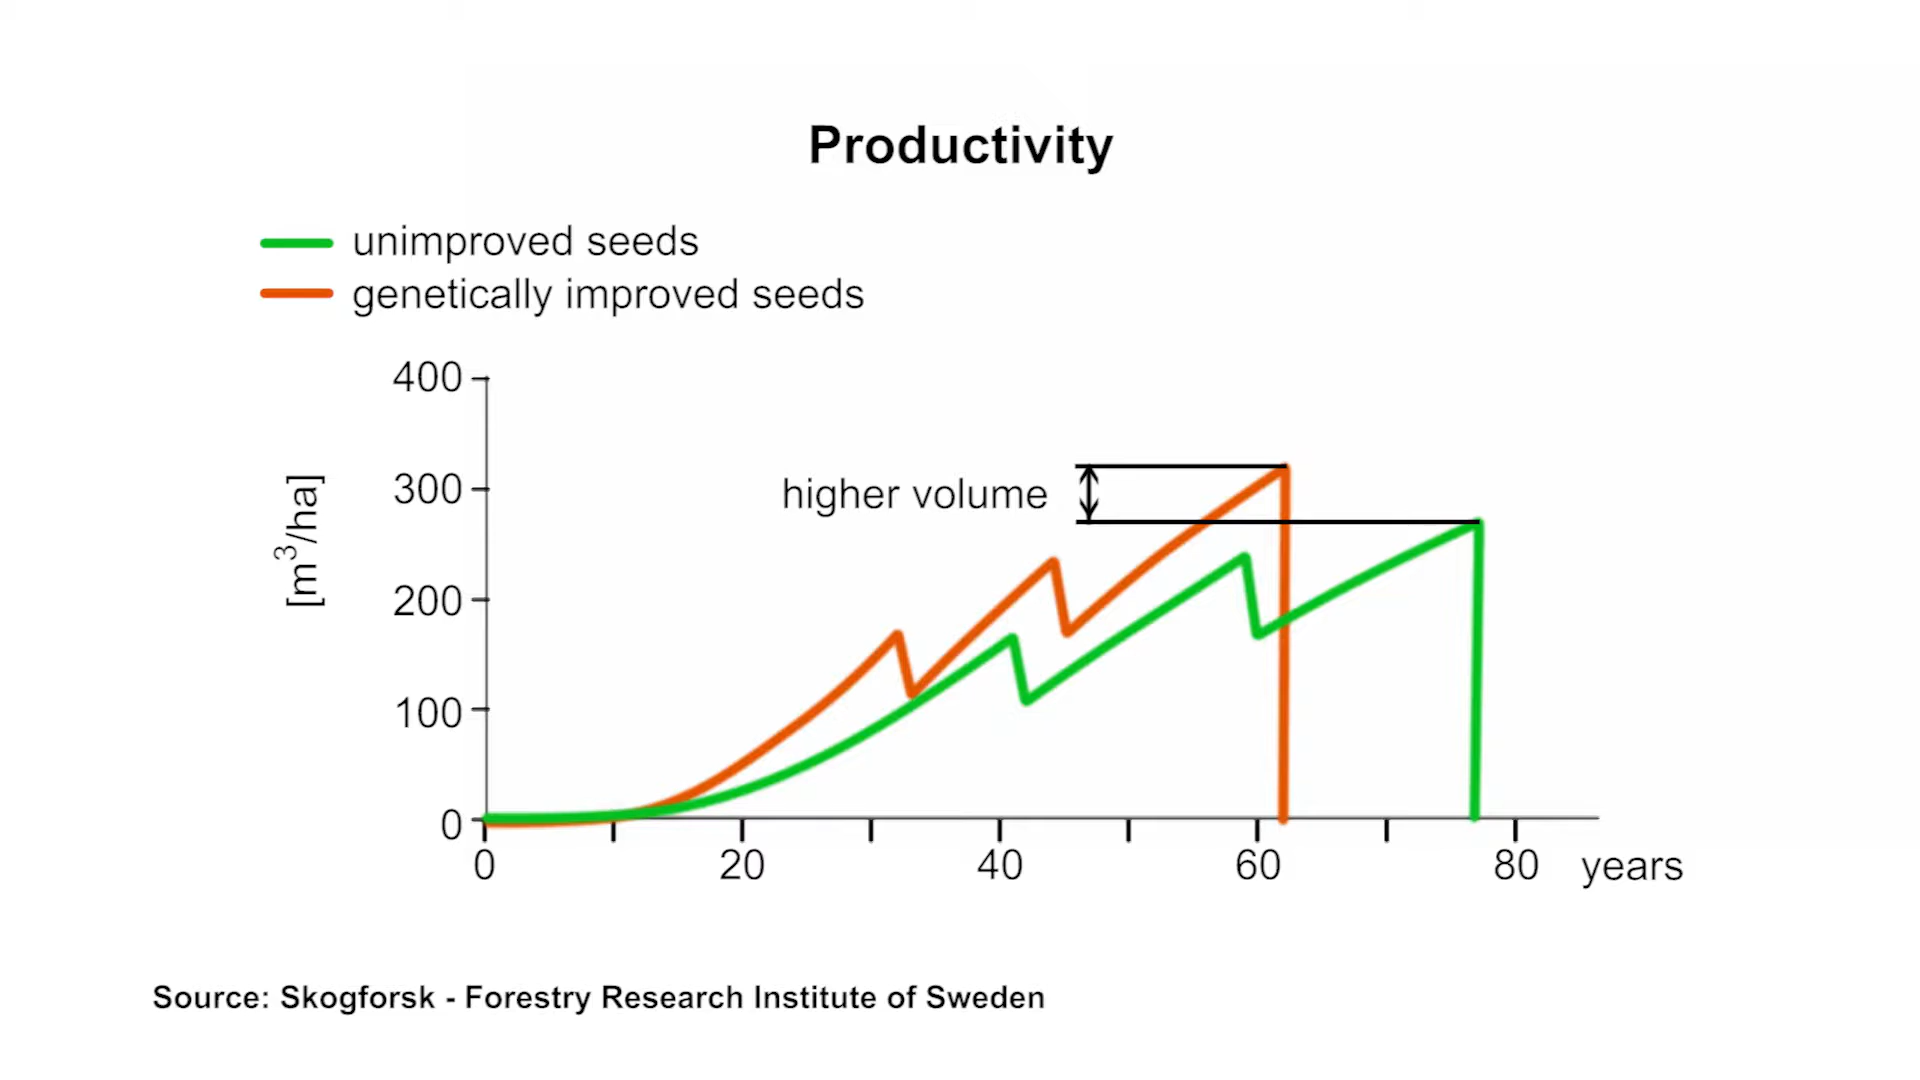 Productivity
unimproved seeds
genetically improved seeds
400
300
200
100
0
[m³/ha]
higher volume
0 20 40 60 80 years
Source: Skogforsk - Forestry Research Institute of Sweden